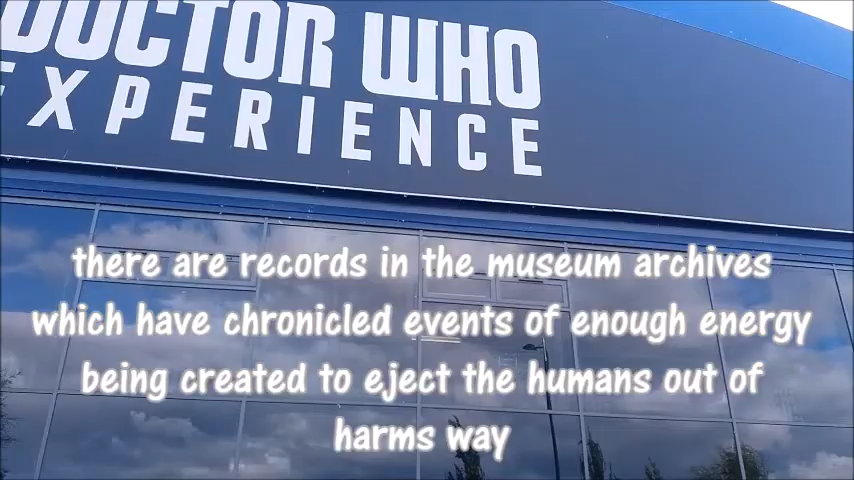 DOCTOR WHO
EXPERIENCE
there are records in the museum archives
which have chronicled events of enough energy
being created to eject the humans out of
harms way